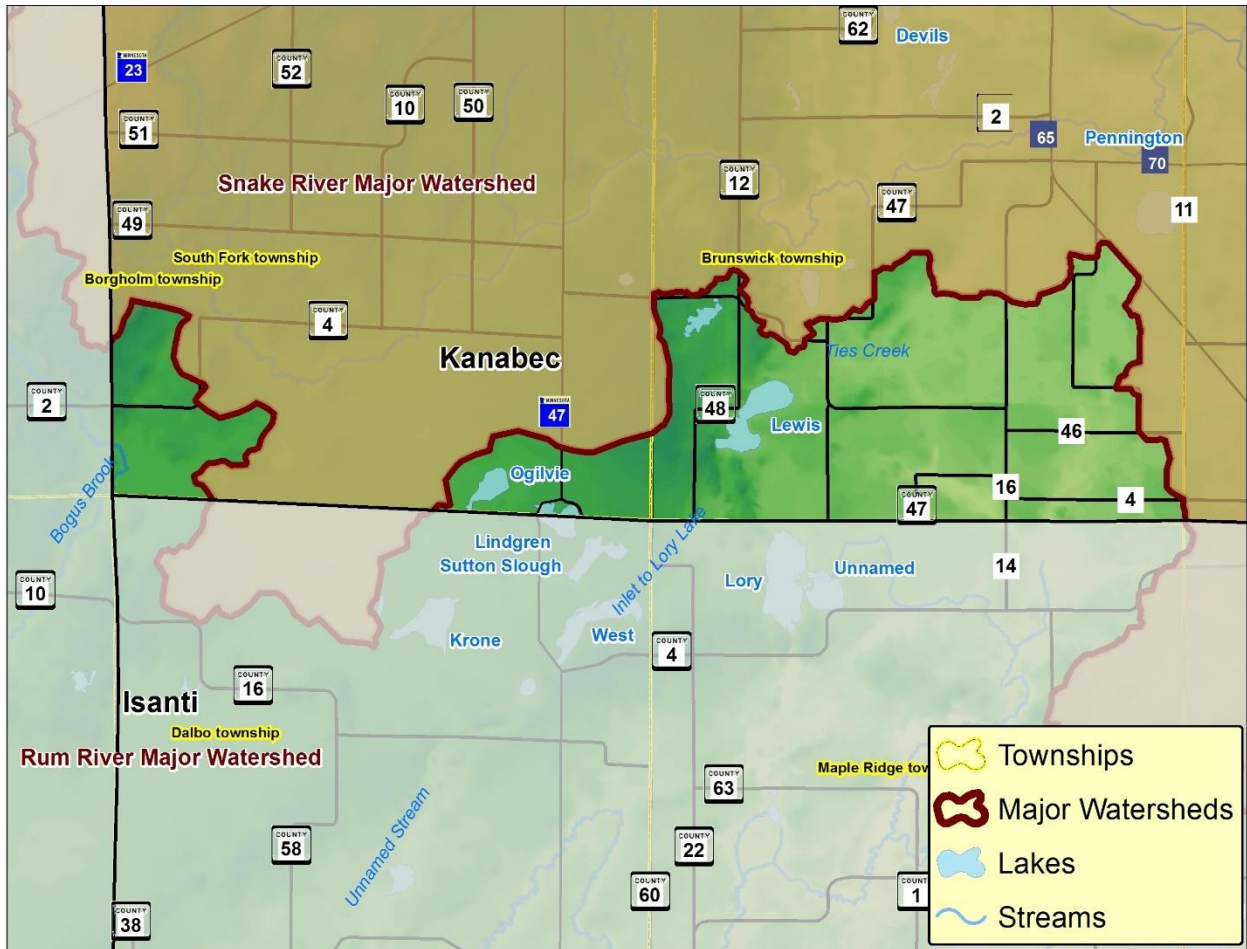 COUNTY
62
Devils
MINNESOTA
23
COUNTY
52
COUNTY
10
COUNTY
50
COUNTY
51
2
65
Pennington
70
Snake River Major Watershed
COUNTY
12
COUNTY
47
11
COUNTY
49
South Fork township
Brunswick township
Borgholm township
COUNTY
4
Kanabec
Ties Creek
COUNTY
2
MINNESOTA
47
COUNTY
48
Lewis
46
Ogilvie
16
COUNTY
47
4
Bogus Brook
Lindgren
Sutton Slough
Inlet to Lory Lake
Lory
Unnamed
14
COUNTY
10
Krone
West
COUNTY
4
COUNTY
16
Isanti
Dalbo township
Rum River Major Watershed
Maple Ridge tow
COUNTY
63
COUNTY
58
Unnamed Stream
COUNTY
22
COUNTY
60
COUN
1
COUNTY
38
Townships
Major Watersheds
Lakes
Streams